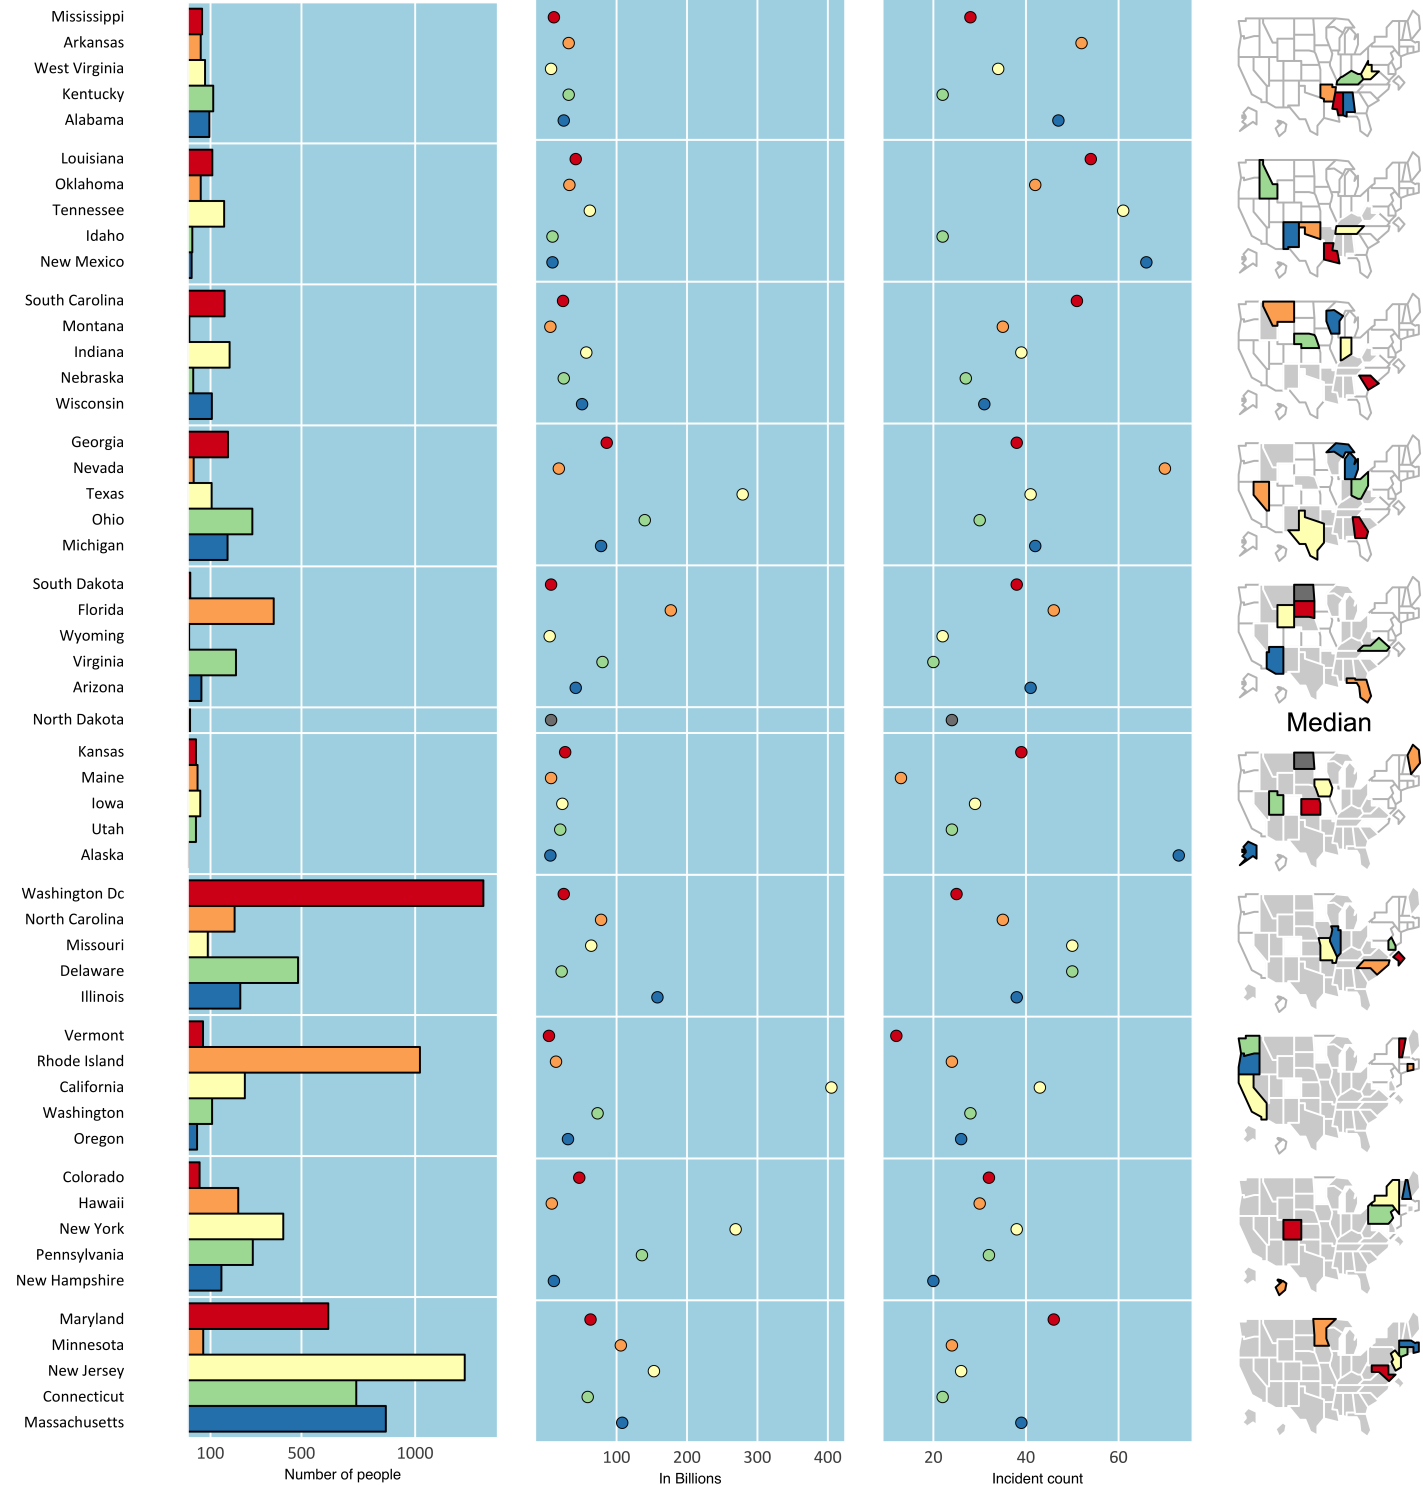 Mississippi
Arkansas
West Virginia
Kentucky
Alabama
Louisiana
Oklahoma
Tennessee
Idaho
New Mexico
South Carolina
Montana
Indiana
Nebraska
Wisconsin
Georgia
Nevada
Texas
Ohio
Michigan
South Dakota
Florida
Wyoming
Virginia
Arizona
North Dakota
Median
Kansas
Maine
Iowa
Utah
Alaska
Washington Dc
North Carolina
Missouri
Delaware
Illinois
Vermont
Rhode Island
California
Washington
Oregon
Colorado
Hawaii
New York
Pennsylvania
New Hampshire
Maryland
Minnesota
New Jersey
Connecticut
Massachusetts
100 500 1000
Number of people
100 200 300 400
In Billions
20 40 60
Incident count